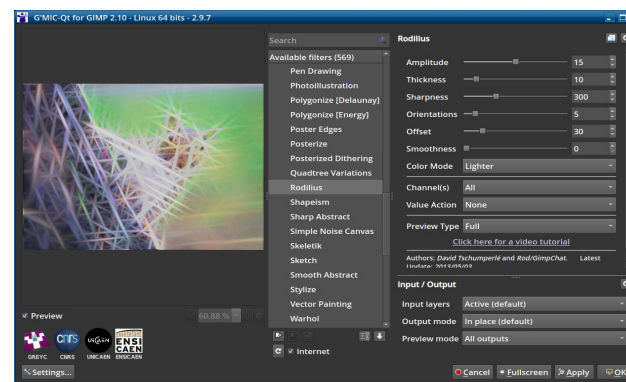 G'MIC-Qt for GIMP 2.10 - Linux 64 bits - 2.9.7
Search
Available filters (569)
Pen Drawing
Photoillustration
Polygonize [Delaunay]
Polygonize [Energy]
Poster Edges
Posterize
Posterized Dithering
Quadtree Variations
Rodilius
Shapeism
Sharp Abstract
Simple Noise Canvas
Skeletik
Sketch
Smooth Abstract
Stylize
Vector Painting
Warhol
Internet
Preview
60,88 %
GREYC
CNRS
UNICAEN
ENSICAEN
cnrs
UNICAEN
ENSI
CAEN
Settings...
Rodilius
Amplitude 15
Thickness 10
Sharpness 300
Orientations 5
Offset 30
Smoothness 0
Color Mode Lighter
Channel(s) All
Value Action None
Preview Type Full
Click here for a video tutorial
Authors: David Tschumperlé and Rod/GimpChat. Latest
Update: 2013/05/03
Input / Output
Input layers Active (default)
Output mode In place (default)
Preview mode All outputs
Cancel Fullscreen Apply OK